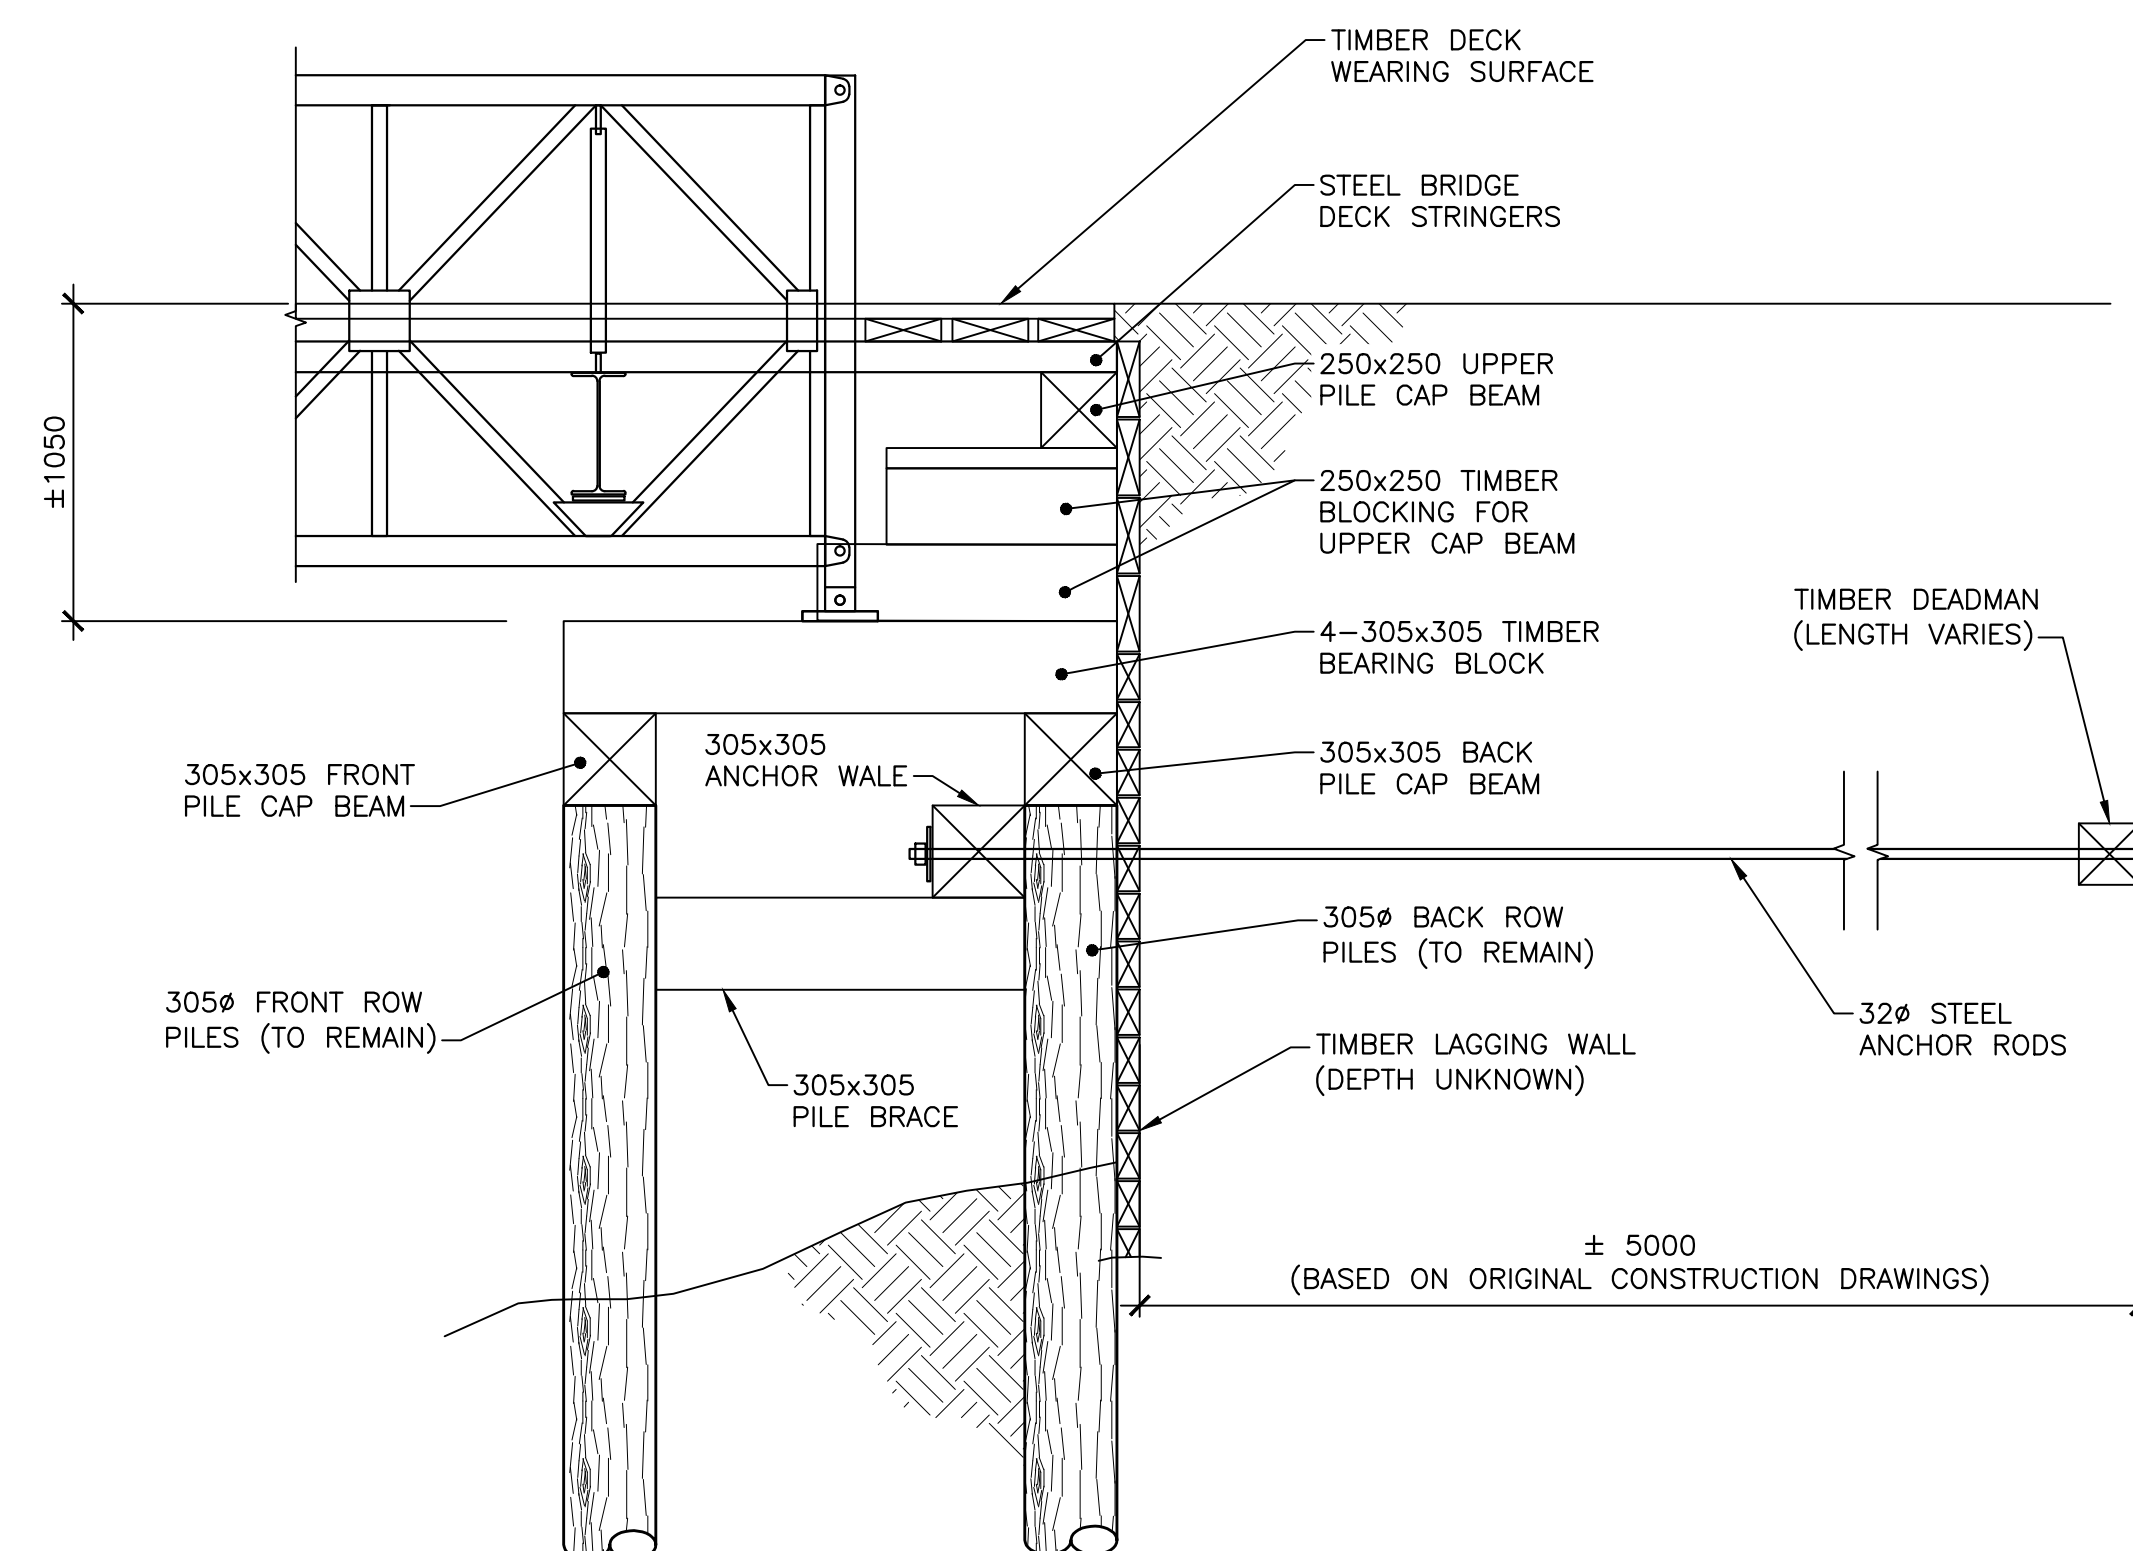 TIMBER DECK
WEARING SURFACE
STEEL BRIDGE
DECK STRINGERS
250x250 UPPER
PILE CAP BEAM
250x250 TIMBER
BLOCKING FOR
UPPER CAP BEAM
±1050
TIMBER DEADMAN
(LENGTH VARIES)
4-305x305 TIMBER
BEARING BLOCK
305x305
ANCHOR WALE
305x305 BACK
PILE CAP BEAM
305x305 FRONT
PILE CAP BEAM
305ø BACK ROW
PILES (TO REMAIN)
305ø FRONT ROW
PILES (TO REMAIN)
32ø STEEL
ANCHOR RODS
TIMBER LAGGING WALL
(DEPTH UNKNOWN)
305x305
PILE BRACE
± 5000
(BASED ON ORIGINAL CONSTRUCTION DRAWINGS)